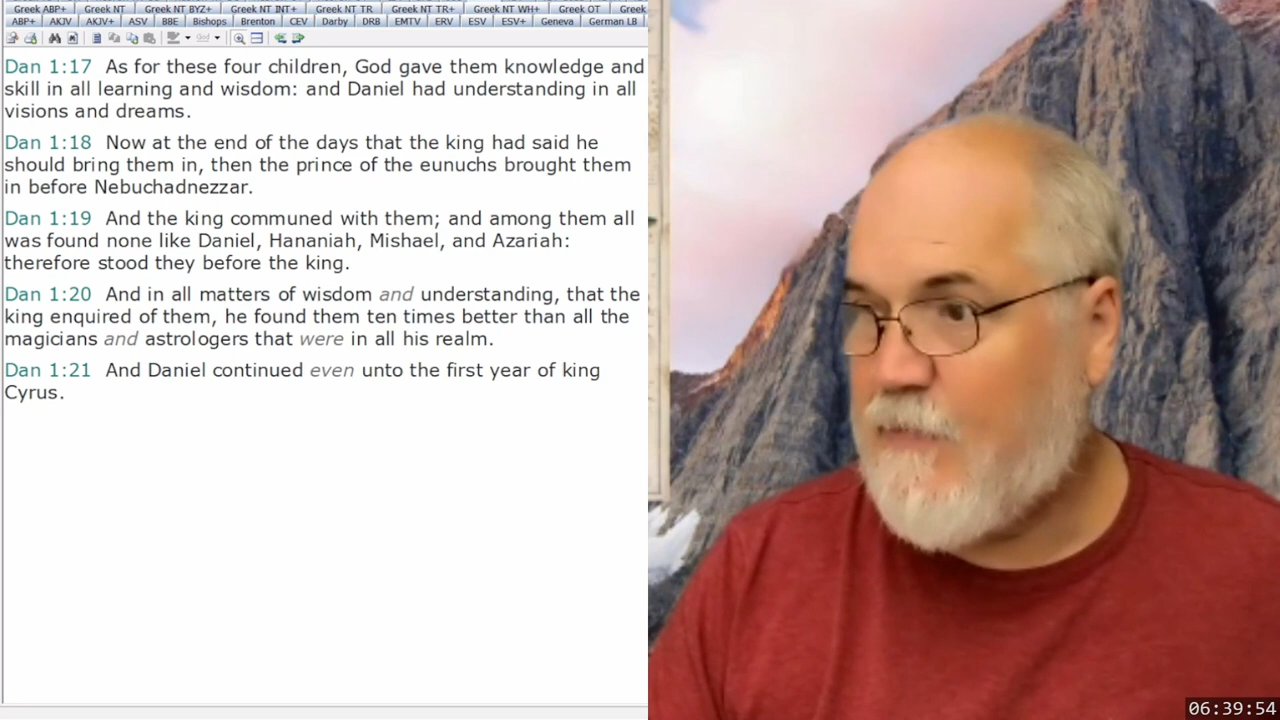 Greek ABP+ Greek NT Greek NT BYZ+ Greek NT INT+ Greek NT TR Greek NT TR+ Greek NT WH+ Greek OT Greek
ABP+ AKJV AKJV+ ASV BBE Bishops Brenton CEV Darby DRB EMTV ERV ESV ESV+ Geneva German LB
Dan 1:17 As for these four children, God gave them knowledge and
skill in all learning and wisdom: and Daniel had understanding in all
visions and dreams.
Dan 1:18 Now at the end of the days that the king had said he
should bring them in, then the prince of the eunuchs brought them
in before Nebuchadnezzar.
Dan 1:19 And the king communed with them; and among them all
was found none like Daniel, Hananiah, Mishael, and Azariah:
therefore stood they before the king.
Dan 1:20 And in all matters of wisdom and understanding, that the
king enquired of them, he found them ten times better than all the
magicians and astrologers that were in all his realm.
Dan 1:21 And Daniel continued even unto the first year of king
Cyrus.
06:39:54